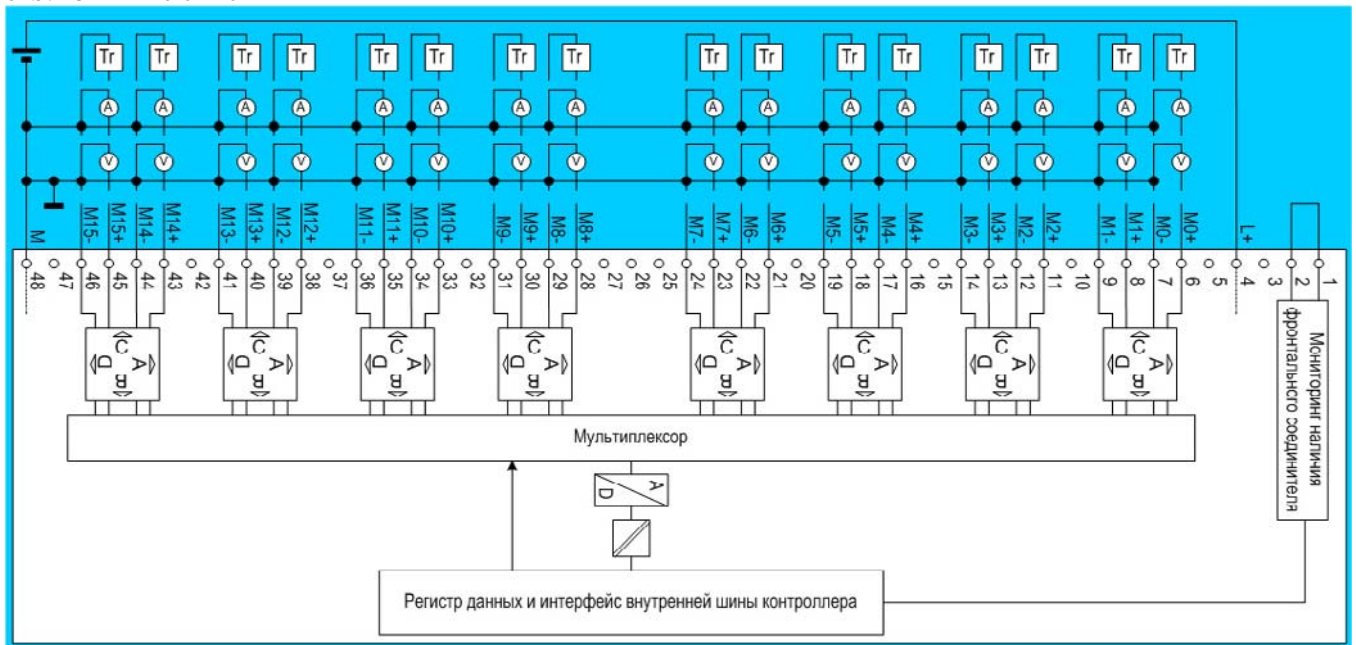 Tr Tr Tr Tr Tr Tr Tr Tr Tr Tr Tr Tr Tr Tr Tr
A A A A A A A A A A A A A A A A
V V V V V V V V V V V V V V V V
M M15- M15+ M14- M14+ M13- M13+ M12- M12+ M11- M11+ M10- M10+ M9- M9+ M8- M8+ M7- M7+ M6- M6+ M5- M5+ M4- M4+ M3- M3+ M2- M2+ M1- M1+ M0- M0+ L+
48 47 46 45 44 43 42 41 40 39 38 37 36 35 34 33 32 31 30 29 28 27 26 25 24 23 22 21 20 19 18 17 16 15 14 13 12 11 10 9 8 7 6 5 4 3 2 1
C A C A C A C A C A C A C A C A
D B D B D B D B D B D B D B D B
Мониторинг наличия
фронтального соединителя
Мультиплексор
A
D
Регистр данных и интерфейс внутренней шины контроллера